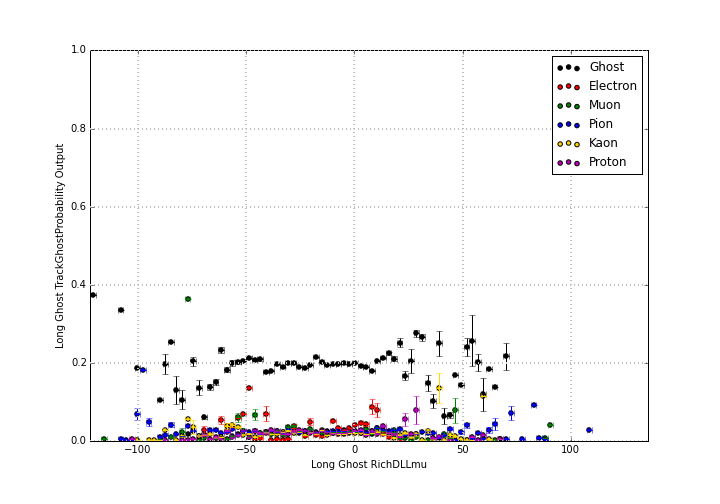 1.0
0.8
0.6
0.4
0.2
0.0
Long Ghost TrackGhostProbability Output
Ghost
Electron
Muon
Pion
Kaon
Proton
−100
−50
0
50
100
Long Ghost RichDLLmu